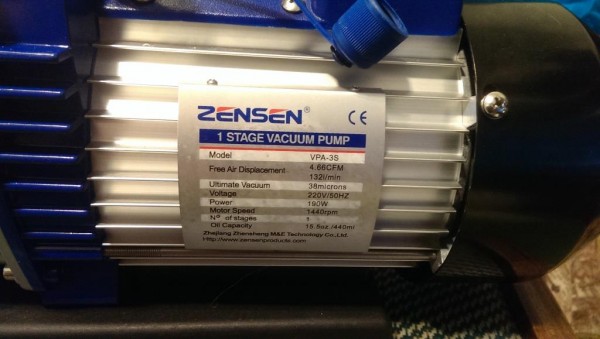 ZENSEN®
CE
1 STAGE VACUUM PUMP
Model VPA-3S
Free Air Displacement 4.66CFM
132l/min
Ultimate Vacuum 38microns
Voltage 220V/50HZ
Power 190W
Motor Speed 1440rpm
Nº of stages
Oil Capacity 15.5oz./440ml
Zhejiang Zhensheng M&E Technology Co.,Ltd.
Http://www.zensenproducts.com